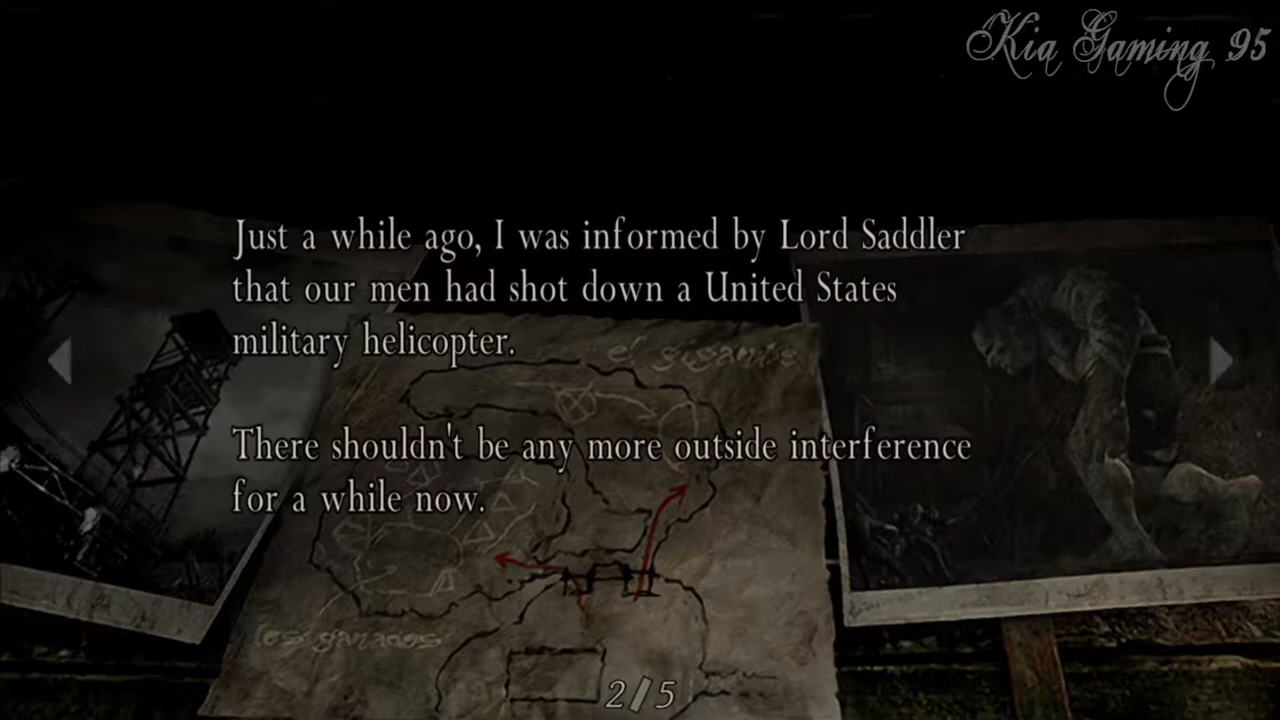 Kia Gaming 95
Just a while ago, I was informed by Lord Saddler
that our men had shot down a United States
military helicopter.
el gigante
There shouldn't be any more outside interference
for a while now.
los ganados
2/5